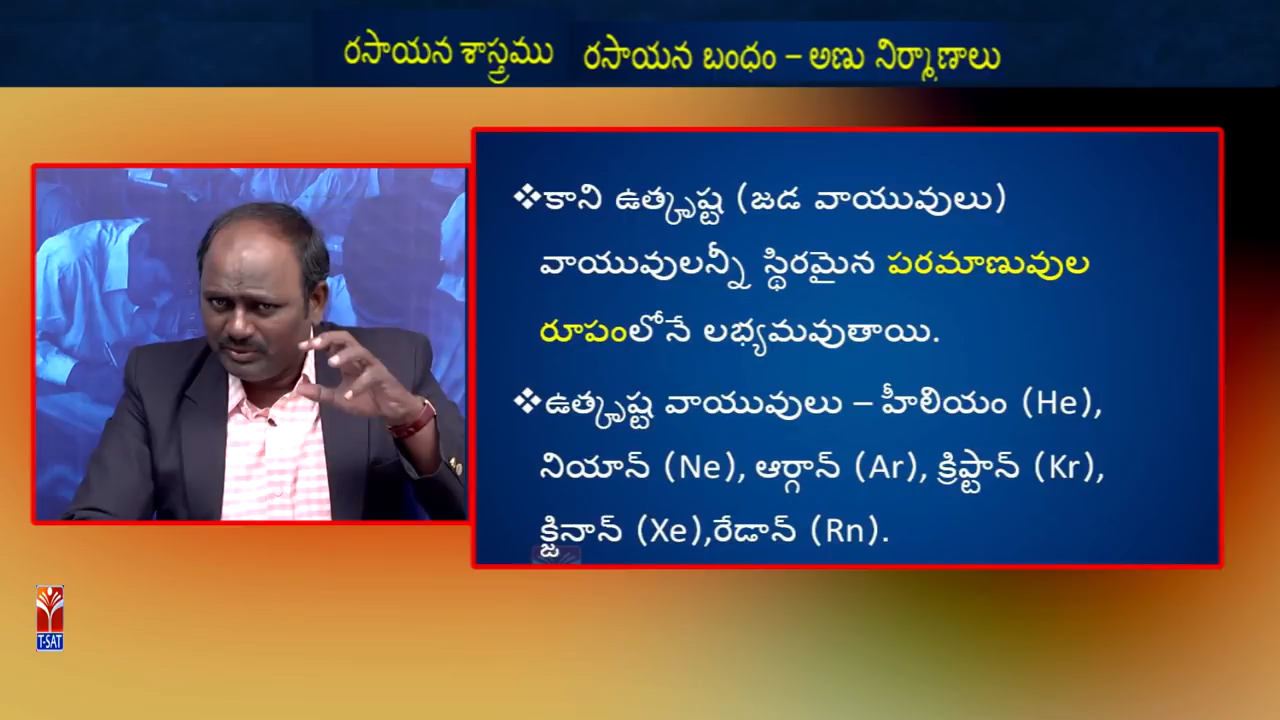 రసాయన శాస్త్రము రసాయన బంధం – అణు నిర్మాణాలు
❖కాని ఉత్కృష్ట (జడ వాయువులు)
వాయువులన్నీ స్థిరమైన పరమాణువుల
రూపంలోనే లభ్యమవుతాయి.
❖ఉత్కృష్ట వాయువులు – హీలియం (He),
నియాన్ (Ne), ఆర్గాన్ (Ar), క్రిప్టాన్ (Kr),
క్జినాన్ (Xe),రేడాన్ (Rn).
T-SAT